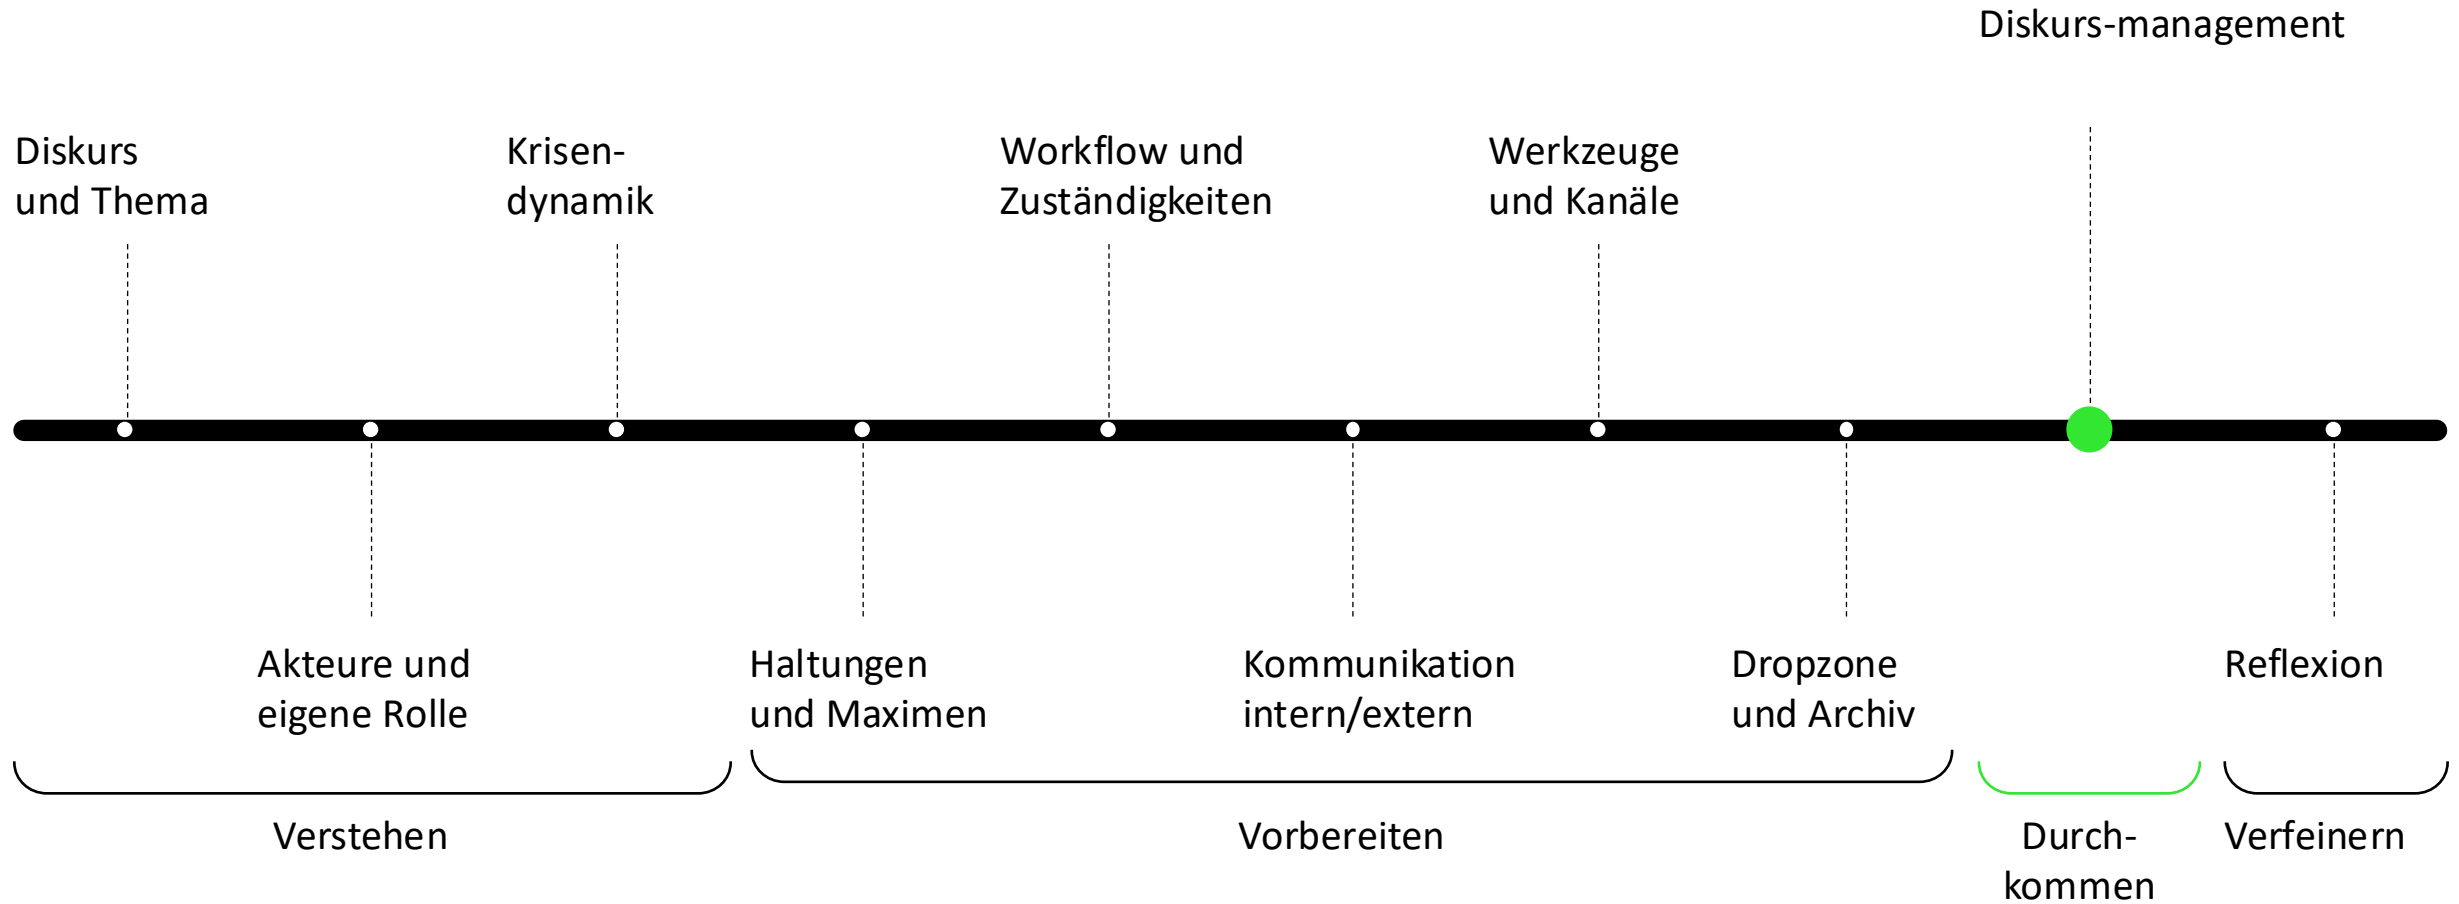 Diskurs-management
Diskurs
und Thema
Krisen-
dynamik
Workflow und
Zuständigkeiten
Werkzeuge
und Kanäle
Akteure und
eigene Rolle
Haltungen
und Maximen
Kommunikation
intern/extern
Dropzone
und Archiv
Reflexion
Verstehen
Vorbereiten
Durch-
kommen
Verfeinern